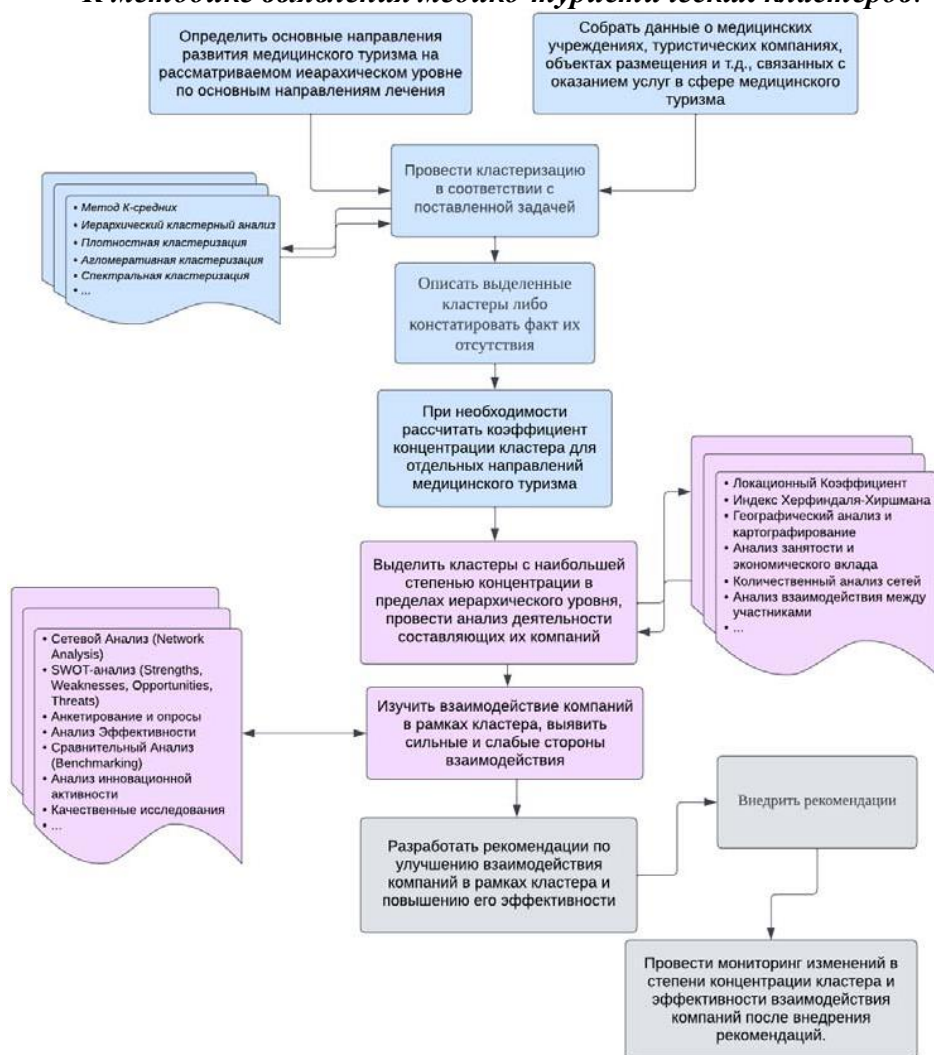 К методике выявления медико-туристических кластеров.
Определить основные направления
развития медицинского туризма на
рассматриваемом иеарахическом уровне
по основным направлениям лечения
Собрать данные о медицинских
учреждениях, туристических компаниях,
объектах размещения и т.д., связанных с
оказанием услуг в сфере медицинского
туризма
Провести кластеризацию
в соответствии с
поставленной задачей
• Метод К-средних
• Иерархический кластерный анализ
• Плотностная кластеризация
• Агломеративная кластеризация
• Спектральная кластеризация
• ...
Описать выделенные
кластеры либо
констатировать факт их
отсутствия
При необходимости
рассчитать коэффициент
концентрации кластера для
отдельных направлений
медицинского туризма
• Локационный Коэффициент
• Индекс Херфиндаля-Хиршмана
• Географический анализ и
картографирование
• Анализ занятости и
экономического вклада
• Количественный анализ сетей
• Анализ взаимодействия между
участниками
• ...
Выделить кластеры с наибольшей
степенью концентрации в
пределах иерархического уровня,
провести анализ деятельности
составляющих их компаний
• Сетевой Анализ (Network
Analysis)
• SWOT-анализ (Strengths,
Weaknesses, Opportunities,
Threats)
• Анкетирование и опросы
• Анализ Эффективности
• Сравнительный Анализ
(Benchmarking)
• Анализ инновационной
активности
• Качественные исследования
• ...
Изучить взаимодействие компаний
в рамках кластера, выявить
сильные и слабые стороны
взаимодействия
Разработать рекомендации по
улучшению взаимодействия
компаний в рамках кластера и
повышению его эффективности
Внедрить рекомендации
Провести мониторинг изменений в
степени концентрации кластера и
эффективности взаимодействия
компаний после внедрения
рекомендаций.